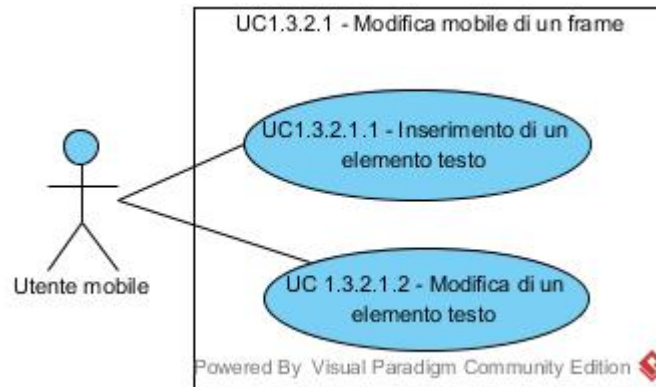 UC1.3.2.1 - Modifica mobile di un frame
UC1.3.2.1.1 - Inserimento di un
elemento testo
Utente mobile
UC 1.3.2.1.2 - Modifica di un
elemento testo
Powered By Visual Paradigm Community Edition